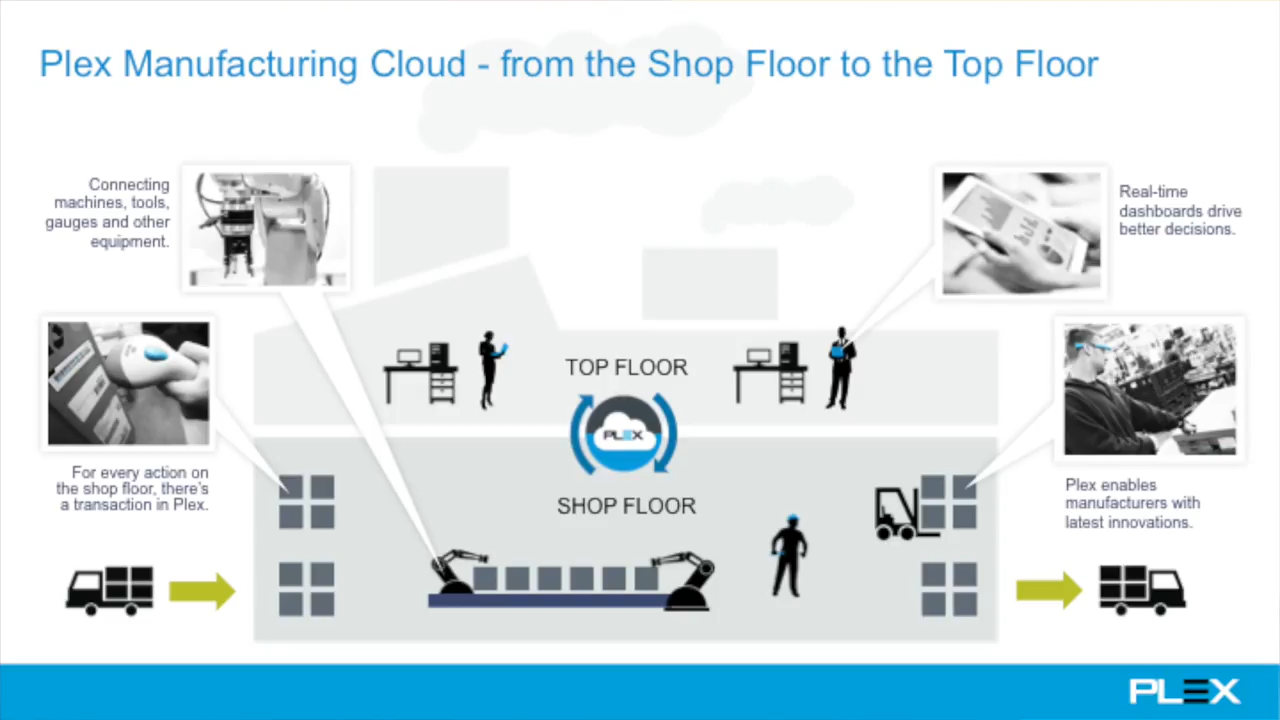 Plex Manufacturing Cloud - from the Shop Floor to the Top Floor
Connecting
machines, tools,
gauges and other
equipment.
Real-time
dashboards drive
better decisions.
TOP FLOOR
PLEX
SHOP FLOOR
For every action on
the shop floor, there's
a transaction in Plex.
Plex enables
manufacturers with
latest innovations.
PLEX